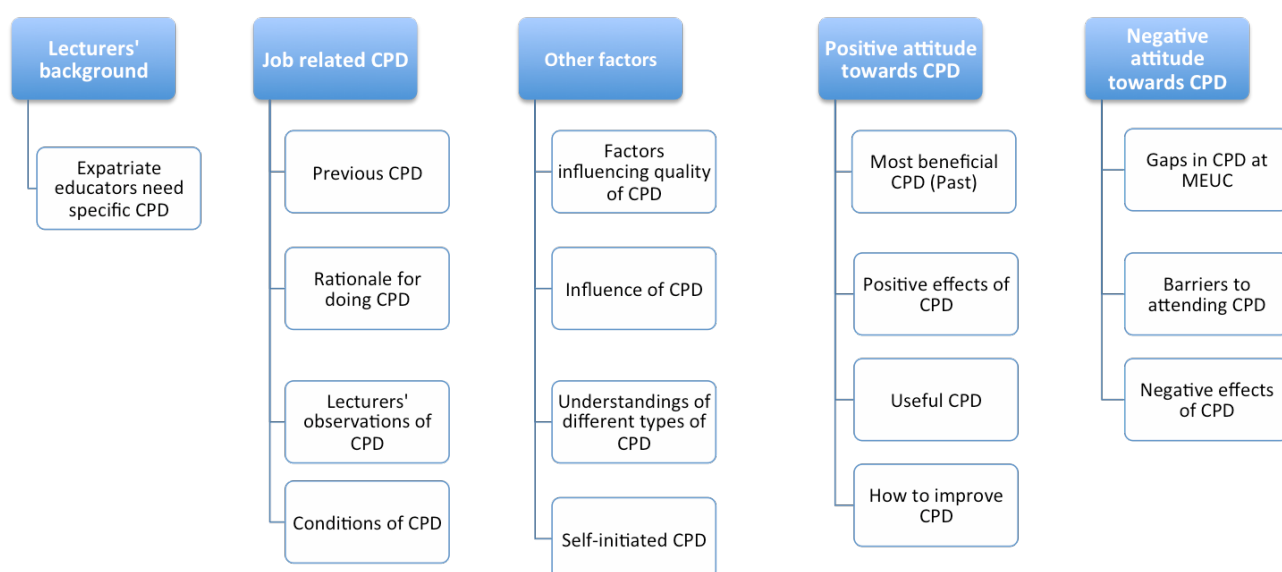 Lecturers'
background
Expatriate
educators need
specific CPD
Job related CPD
Previous CPD
Rationale for
doing CPD
Lecturers'
observations of
CPD
Conditions of CPD
Other factors
Factors
influencing quality
of CPD
Influence of CPD
Understandings of
different types of
CPD
Self-initiated CPD
Positive attitude
towards CPD
Most beneficial
CPD (Past)
Positive effects of
CPD
Useful CPD
How to improve
CPD
Negative
attitude
towards CPD
Gaps in CPD at
MEUC
Barriers to
attending CPD
Negative effects
of CPD